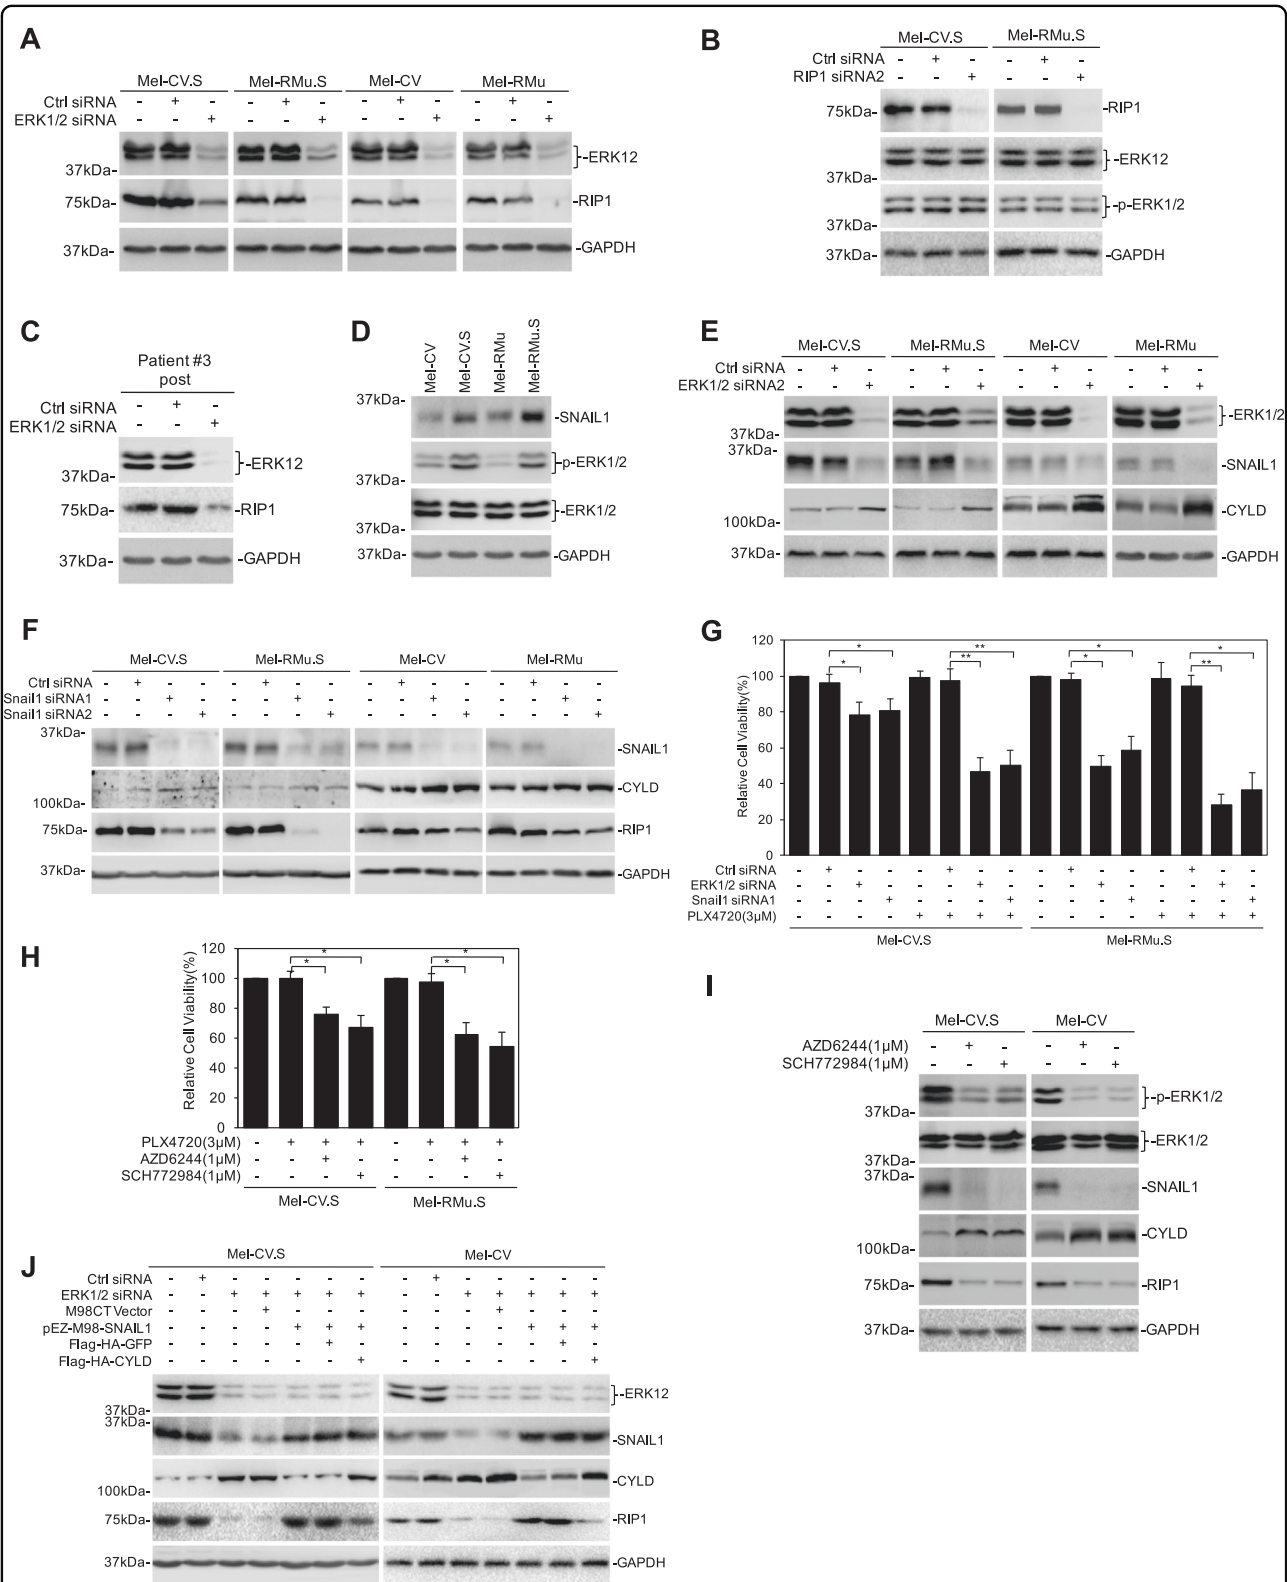 A
Mel-CV.S Mel-RMu.S Mel-CV Mel-RMu
Ctrl siRNA - + - - + - - + - - + -
ERK1/2 siRNA - - + - - + - - + - - +
37kDa- -ERK12
75kDa- -RIP1
37kDa- -GAPDH
B
Mel-CV.S Mel-RMu.S
Ctrl siRNA - + - - + -
RIP1 siRNA2 - - + - - +
75kDa- -RIP1
37kDa- -ERK12
37kDa- -p-ERK1/2
37kDa- -GAPDH
C
Patient #3
post
Ctrl siRNA - + -
ERK1/2 siRNA - - +
37kDa- -ERK12
75kDa- -RIP1
37kDa- -GAPDH
D
Mel-CV Mel-CV.S Mel-RMu Mel-RMu.S
37kDa- -SNAIL1
37kDa- -p-ERK1/2
37kDa- -ERK1/2
37kDa- -GAPDH
E
Mel-CV.S Mel-RMu.S Mel-CV Mel-RMu
Ctrl siRNA - + - - + - - + - - + -
ERK1/2 siRNA2 - - + - - + - - + - - +
37kDa- -ERK1/2
37kDa- -SNAIL1
100kDa- -CYLD
37kDa- -GAPDH
F
Mel-CV.S Mel-RMu.S Mel-CV Mel-RMu
Ctrl siRNA - + - - - + - - - + - - - + - -
Snail1 siRNA1 - - + - - - + - - - + - - - + -
Snail1 siRNA2 - - - + - - - + - - - + - - - +
37kDa- -SNAIL1
100kDa- -CYLD
75kDa- -RIP1
37kDa- -GAPDH
G
Relative Cell Viability(%)
120
100
80
60
40
20
0
* * ** ** * * ** *
Ctrl siRNA - + - - - + - - - + - - - + - -
ERK1/2 siRNA - - + - - - + - - - + - - - + -
Snail1 siRNA1 - - - + - - - + - - - + - - - +
PLX4720(3µM) - - - - + + + + - - - - + + + +
Mel-CV.S Mel-RMu.S
H
Relative Cell Viability(%)
120
100
80
60
40
20
0
* * * *
PLX4720(3µM) - + + + - + + +
AZD6244(1µM) - - + - - - + -
SCH772984(1µM) - - - + - - - +
Mel-CV.S Mel-RMu.S
I
Mel-CV.S Mel-CV
AZD6244(1µM) - + - - + -
SCH772984(1µM) - - + - - +
37kDa- -p-ERK1/2
37kDa- -ERK1/2
37kDa- -SNAIL1
100kDa- -CYLD
75kDa- -RIP1
37kDa- -GAPDH
J
Mel-CV.S Mel-CV
Ctrl siRNA - + - - - - - - + - - - - -
ERK1/2 siRNA - - + + + + + - - + + + + +
M98CT Vector - - - + - - - - - - + - - -
pEZ-M98-SNAIL1 - - - - + + + - - - - + + +
Flag-HA-GFP - - - - - + - - - - - - + -
Flag-HA-CYLD - - - - - - + - - - - - - +
37kDa- -ERK12
37kDa- -SNAIL1
100kDa- -CYLD
75kDa- -RIP1
37kDa- -GAPDH